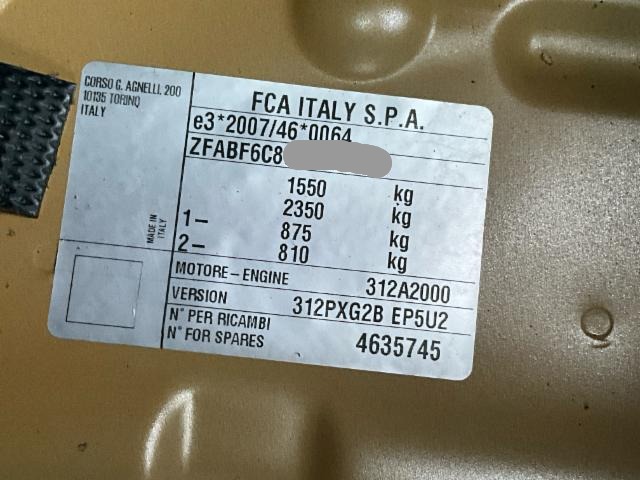 CORSO G. AGNELLI, 200
10135 TORINO
ITALY
MADE IN
ITALY
FCA ITALY S.P.A.
e3*2007/46*0064
ZFABF6C8
1550 kg
2350 kg
1– 875 kg
2– 810 kg
MOTORE–ENGINE 312A2000
VERSION 312PXG2B EP5U2
N° PER RICAMBI
N° FOR SPARES 4635745